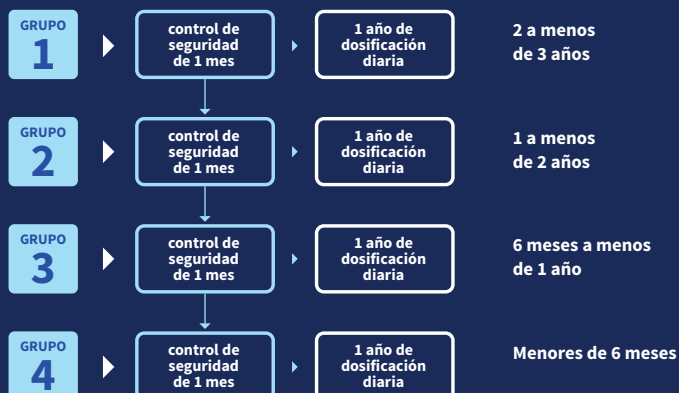 GRUPO
1
control de
seguridad
de 1 mes
1 año de
dosificación
diaria
2 a menos
de 3 años
GRUPO
2
control de
seguridad
de 1 mes
1 año de
dosificación
diaria
1 a menos
de 2 años
GRUPO
3
control de
seguridad
de 1 mes
1 año de
dosificación
diaria
6 meses a menos
de 1 año
GRUPO
4
control de
seguridad
de 1 mes
1 año de
dosificación
diaria
Menores de 6 meses